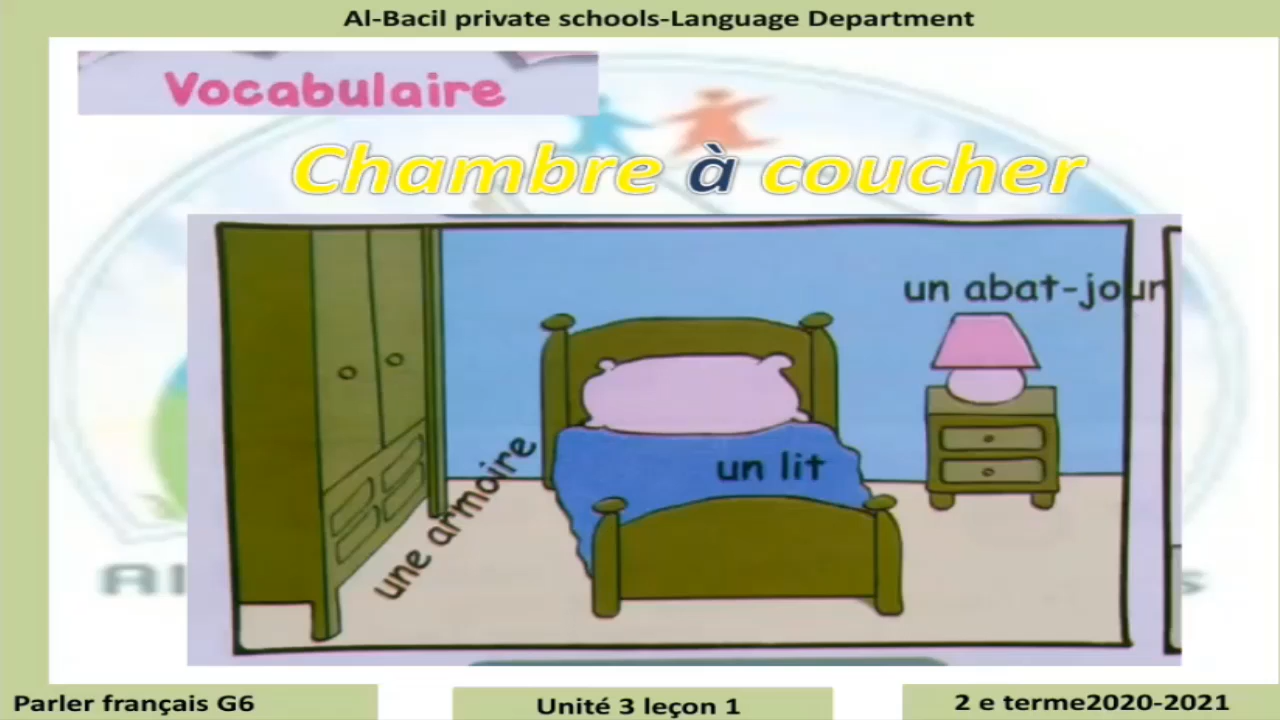 Al-Bacil private schools-Language Department
Vocabulaire
Chambre à coucher
un abat-jour
un lit
une armoire
Parler français G6
Unité 3 leçon 1
2 e terme2020-2021